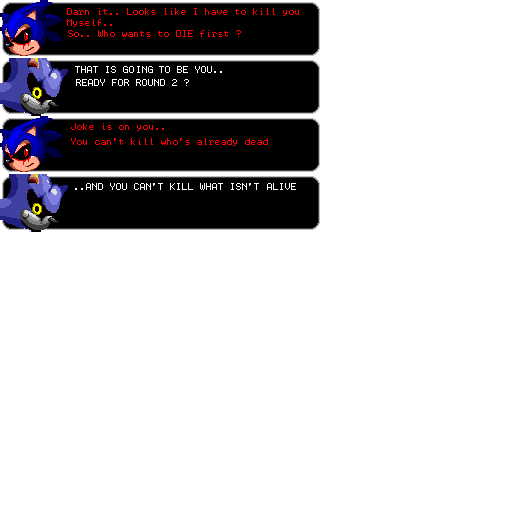 Darn it.. Looks like I have to kill you
Myself..
So.. Who wants to DIE first ?
THAT IS GOING TO BE YOU..
READY FOR ROUND 2 ?
Joke is on you..
You can't kill who's already dead
..AND YOU CAN'T KILL WHAT ISN'T ALIVE